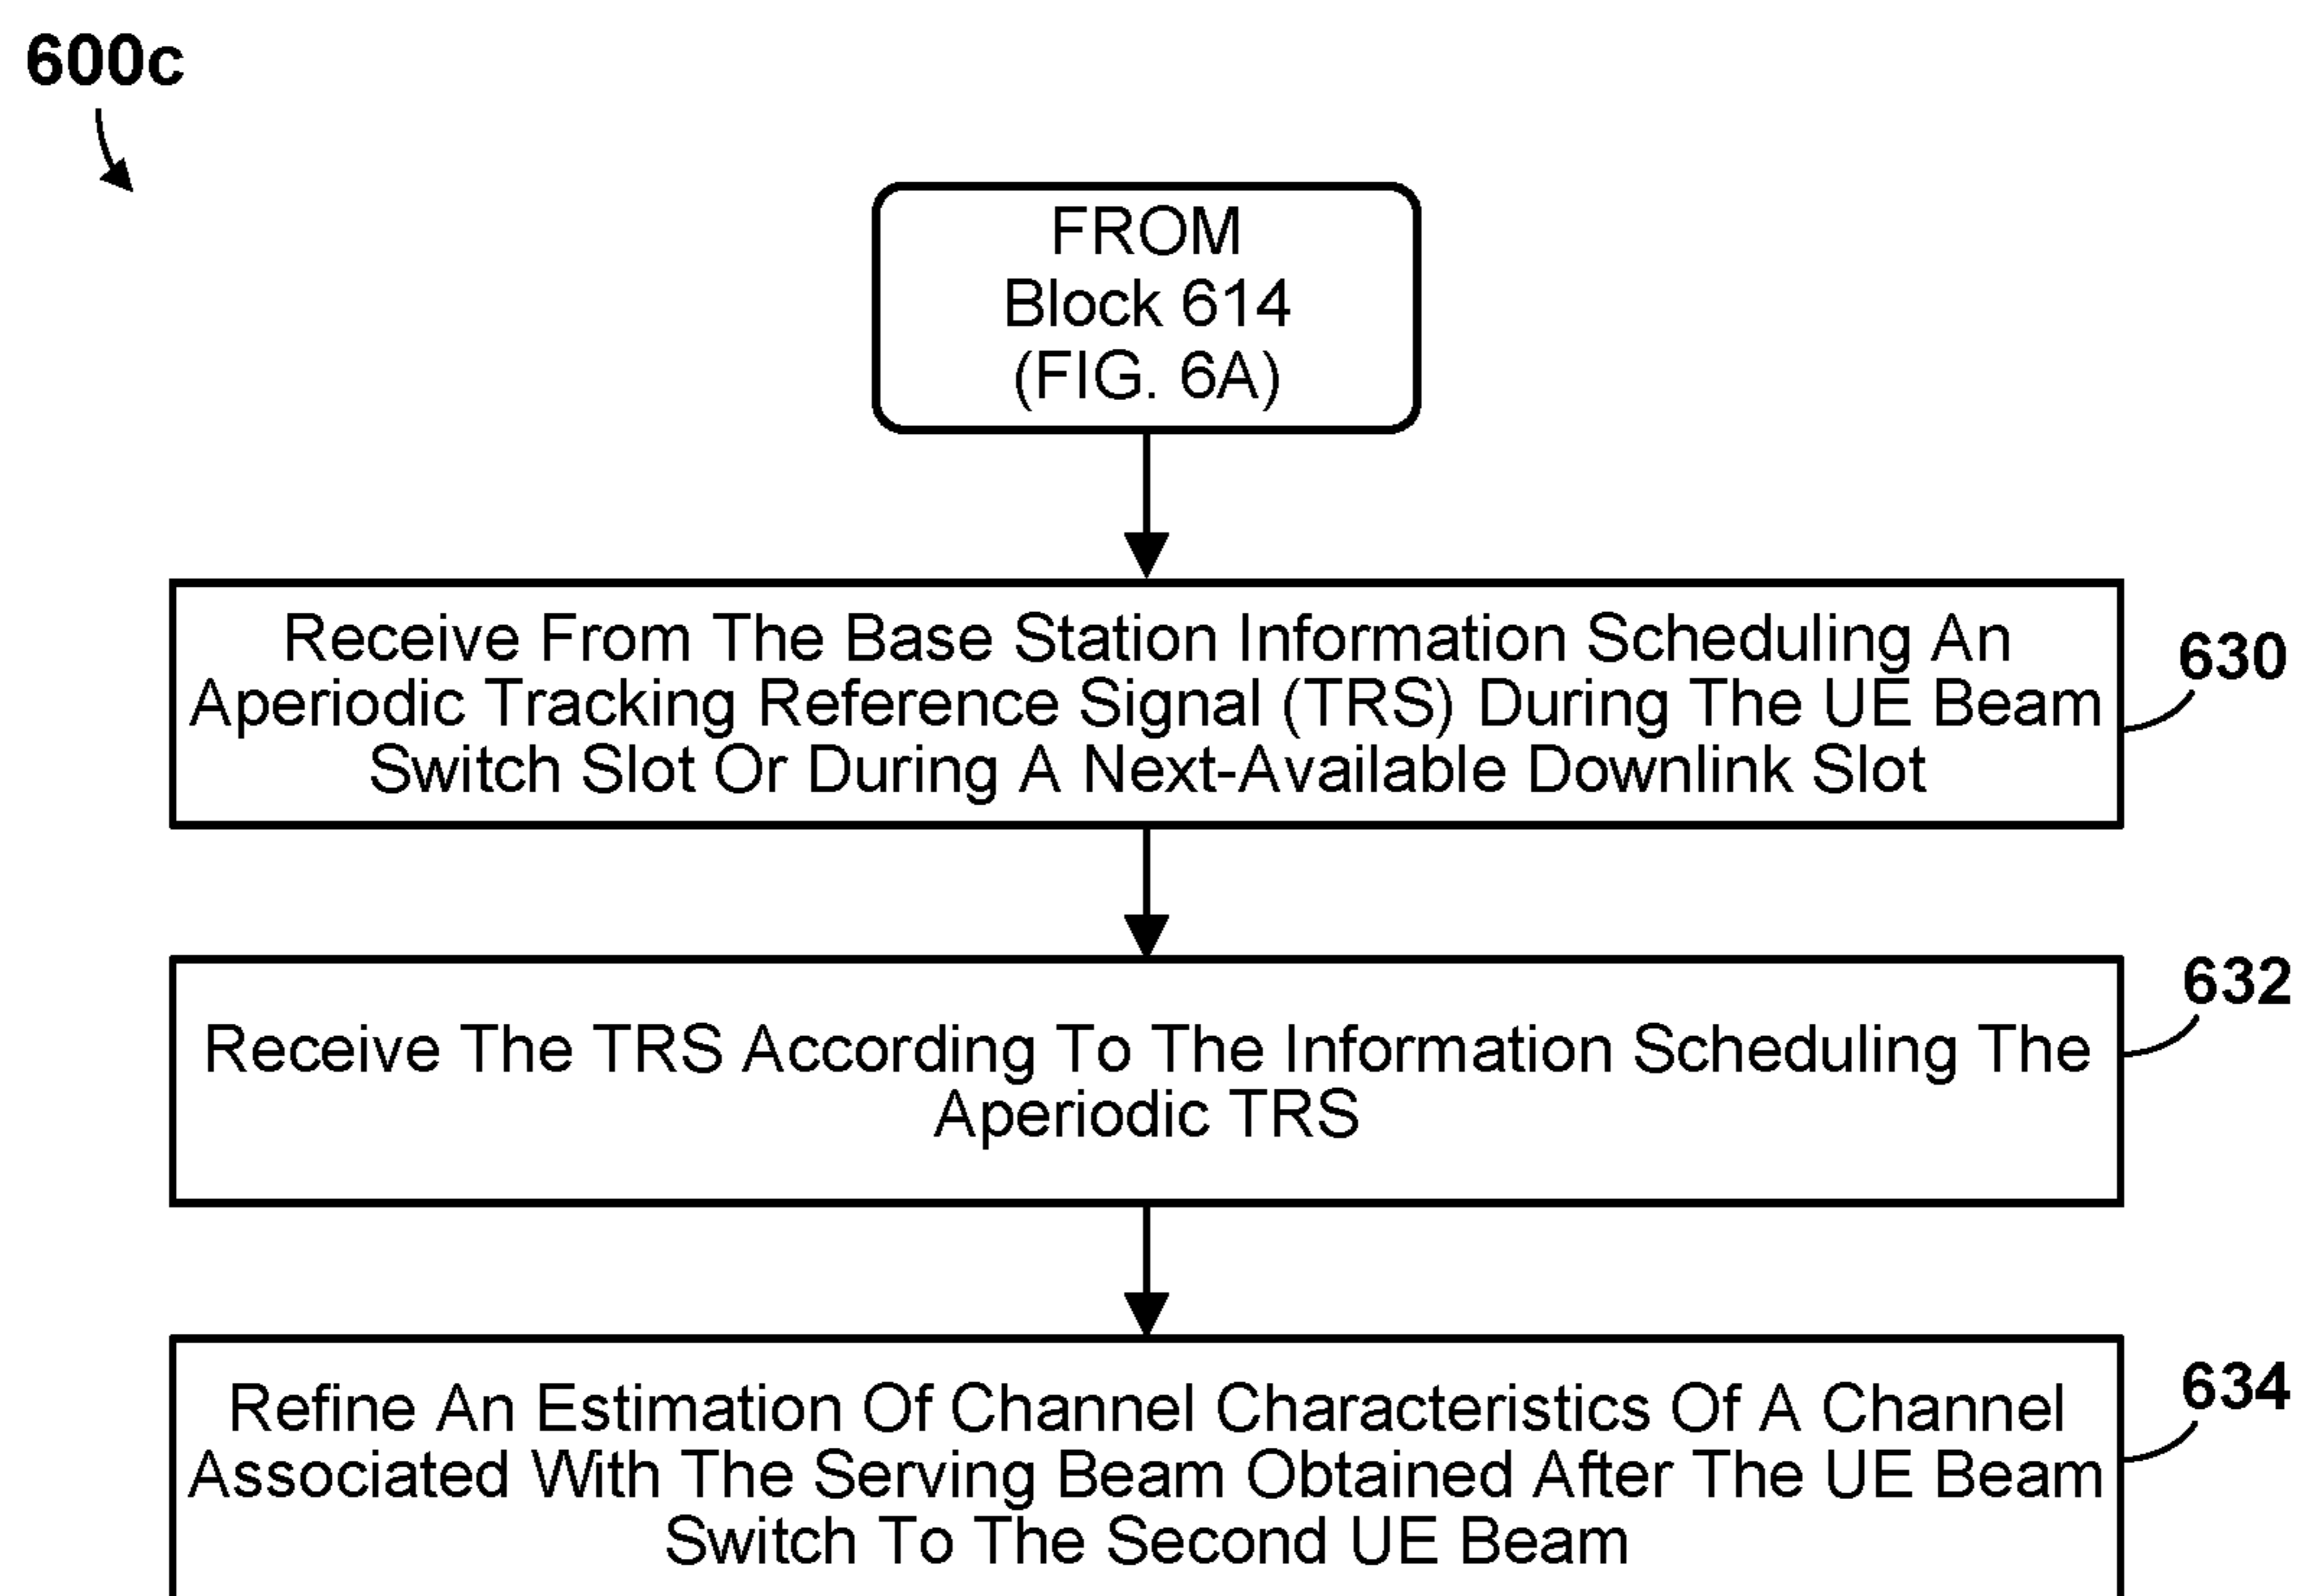 600c
FROM
Block 614
(FIG. 6A)
Receive From The Base Station Information Scheduling An
Aperiodic Tracking Reference Signal (TRS) During The UE Beam
Switch Slot Or During A Next-Available Downlink Slot
630
Receive The TRS According To The Information Scheduling The
Aperiodic TRS
632
Refine An Estimation Of Channel Characteristics Of A Channel
Associated With The Serving Beam Obtained After The UE Beam
Switch To The Second UE Beam
634